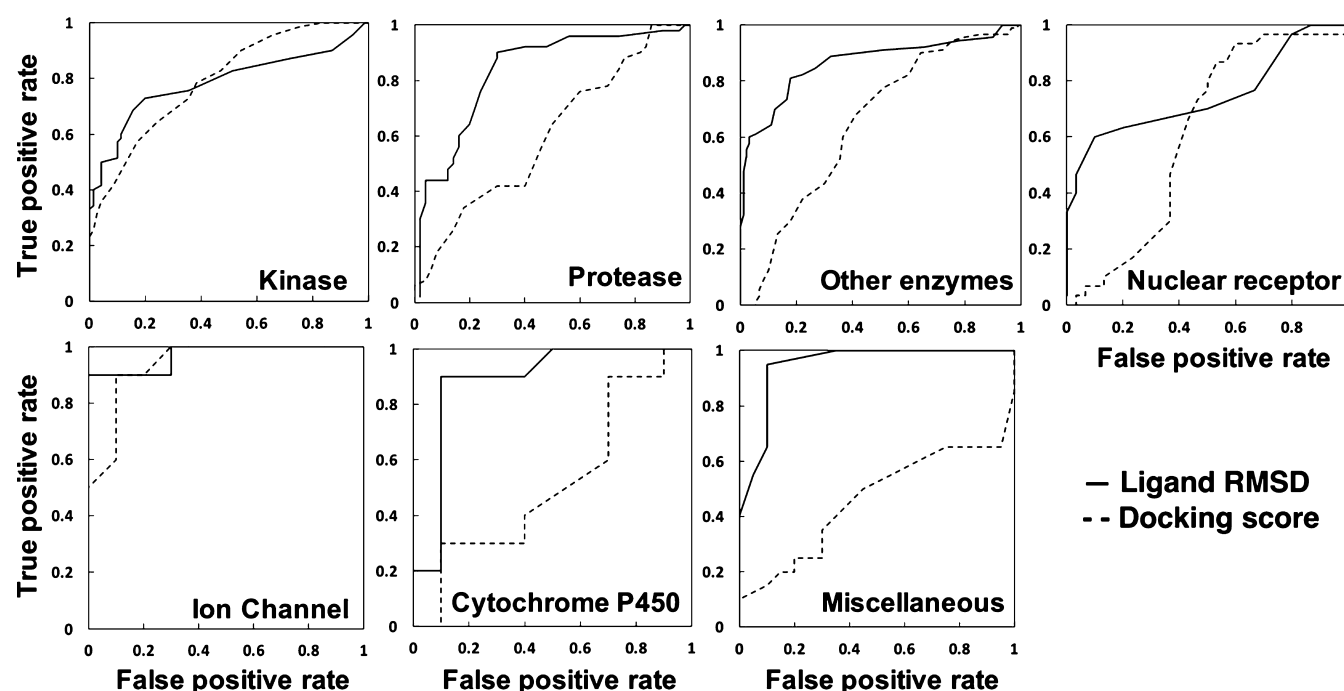 True positive rate
1
0.8
0.6
0.4
0.2
0
Kinase
0 0.2 0.4 0.6 0.8 1
1
0.8
0.6
0.4
0.2
0
Protease
0 0.2 0.4 0.6 0.8 1
1
0.8
0.6
0.4
0.2
0
Other enzymes
0 0.2 0.4 0.6 0.8 1
1
0.8
0.6
0.4
0.2
0
Nuclear receptor
0 0.2 0.4 0.6 0.8
False positive rate
True positive rate
1
0.8
0.6
0.4
0.2
0
Ion Channel
0 0.2 0.4 0.6 0.8 1
False positive rate
1
0.8
0.6
0.4
0.2
0
Cytochrome P450
0 0.2 0.4 0.6 0.8 1
False positive rate
1
0.8
0.6
0.4
0.2
0
Miscellaneous
0 0.2 0.4 0.6 0.8 1
False positive rate
Ligand RMSD
Docking score